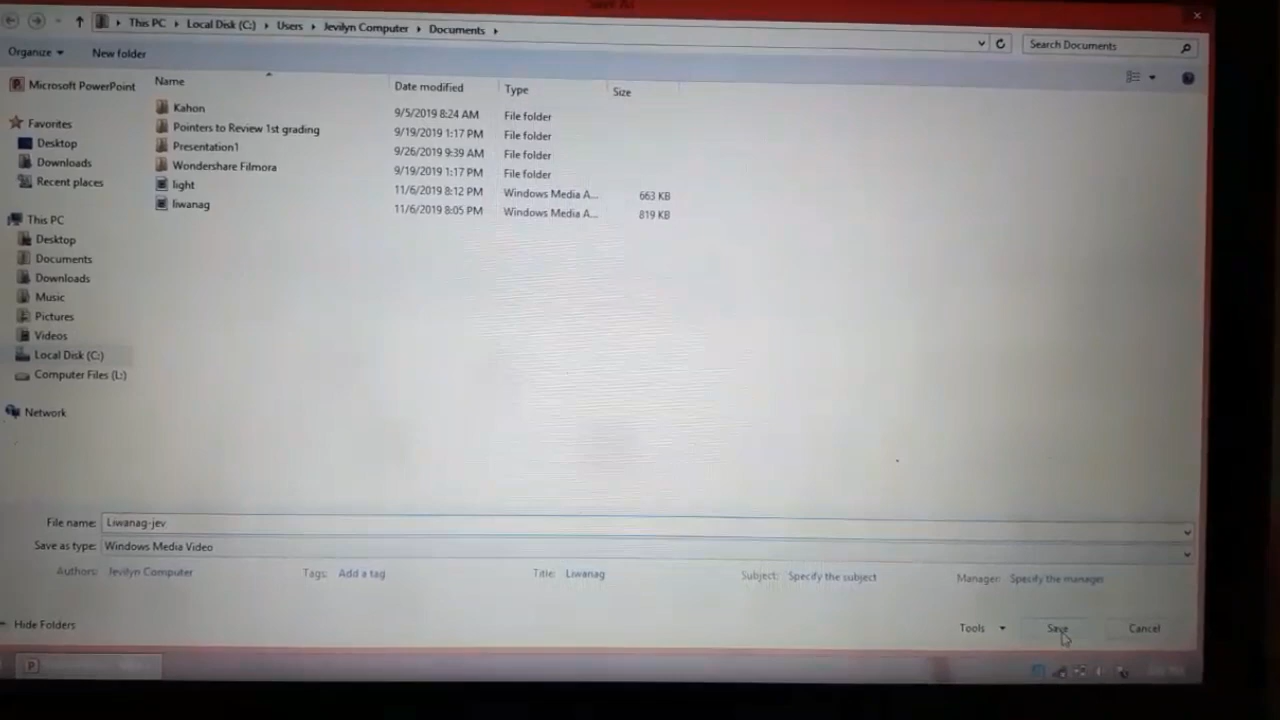 Save As
This PC Local Disk (C:) Users Jevilyn Computer Documents
Search Documents
Organize New folder
Name Date modified Type Size
Microsoft PowerPoint
Favorites
Desktop
Downloads
Recent places
This PC
Desktop
Documents
Downloads
Music
Pictures
Videos
Local Disk (C:)
Computer Files (L:)
Network
Kahon 9/5/2019 8:24 AM File folder
Pointers to Review 1st grading 9/19/2019 1:17 PM File folder
Presentation1 9/26/2019 9:39 AM File folder
Wondershare Filmora 9/19/2019 1:17 PM File folder
light 11/6/2019 8:12 PM Windows Media A... 663 KB
liwanag 11/6/2019 8:05 PM Windows Media A... 819 KB
File name: Liwanag-jev
Save as type: Windows Media Video
Authors: Jevilyn Computer Tags: Add a tag Title: Liwanag Subject: Specify the subject Manager: Specify the manager
Hide Folders
Tools Save Cancel